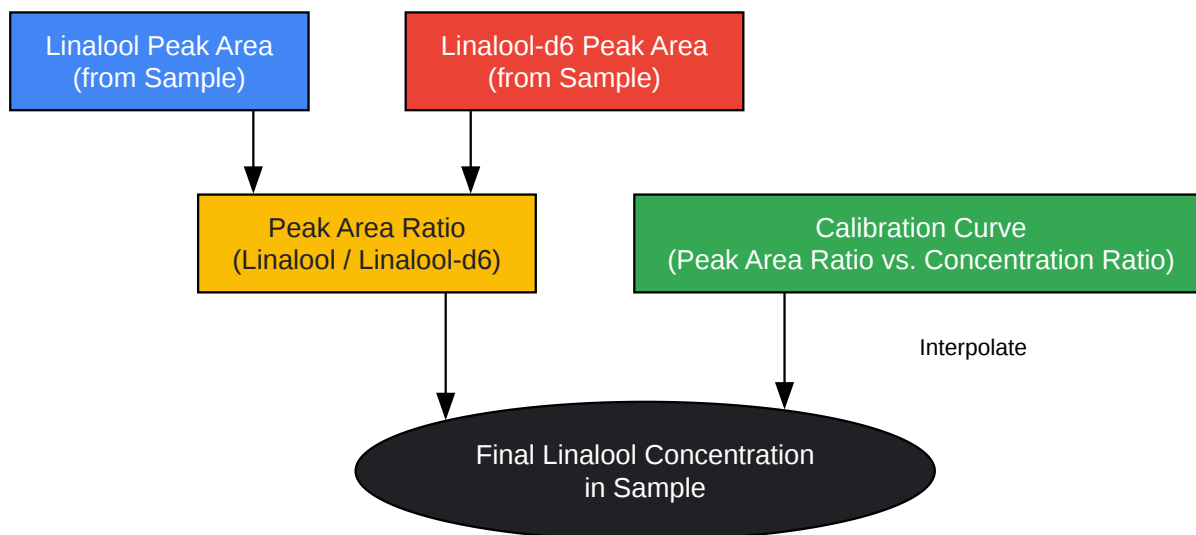 Linalool Peak Area
(from Sample)
Linalool-d6 Peak Area
(from Sample)
Peak Area Ratio
(Linalool / Linalool-d6)
Calibration Curve
(Peak Area Ratio vs. Concentration Ratio)
Interpolate
Final Linalool Concentration
in Sample